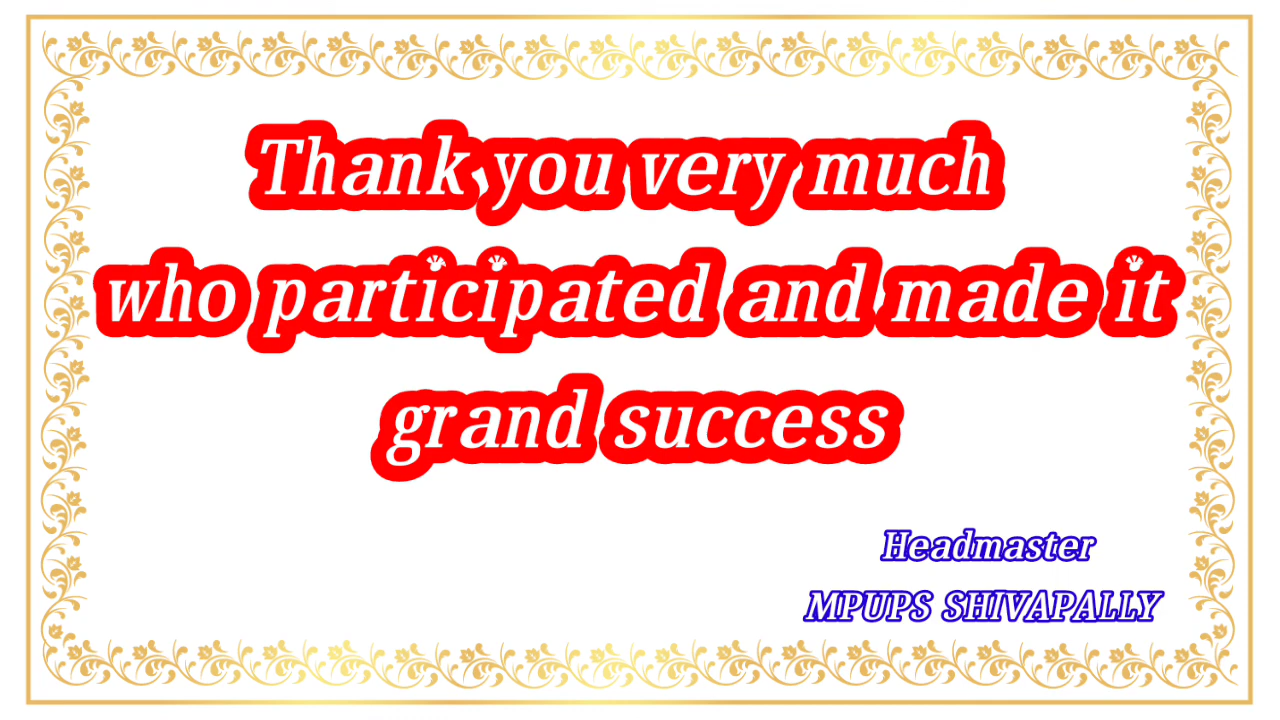 Thank you very much
who participated and made it
grand success
Headmaster
MPUPS SHIVAPALLY